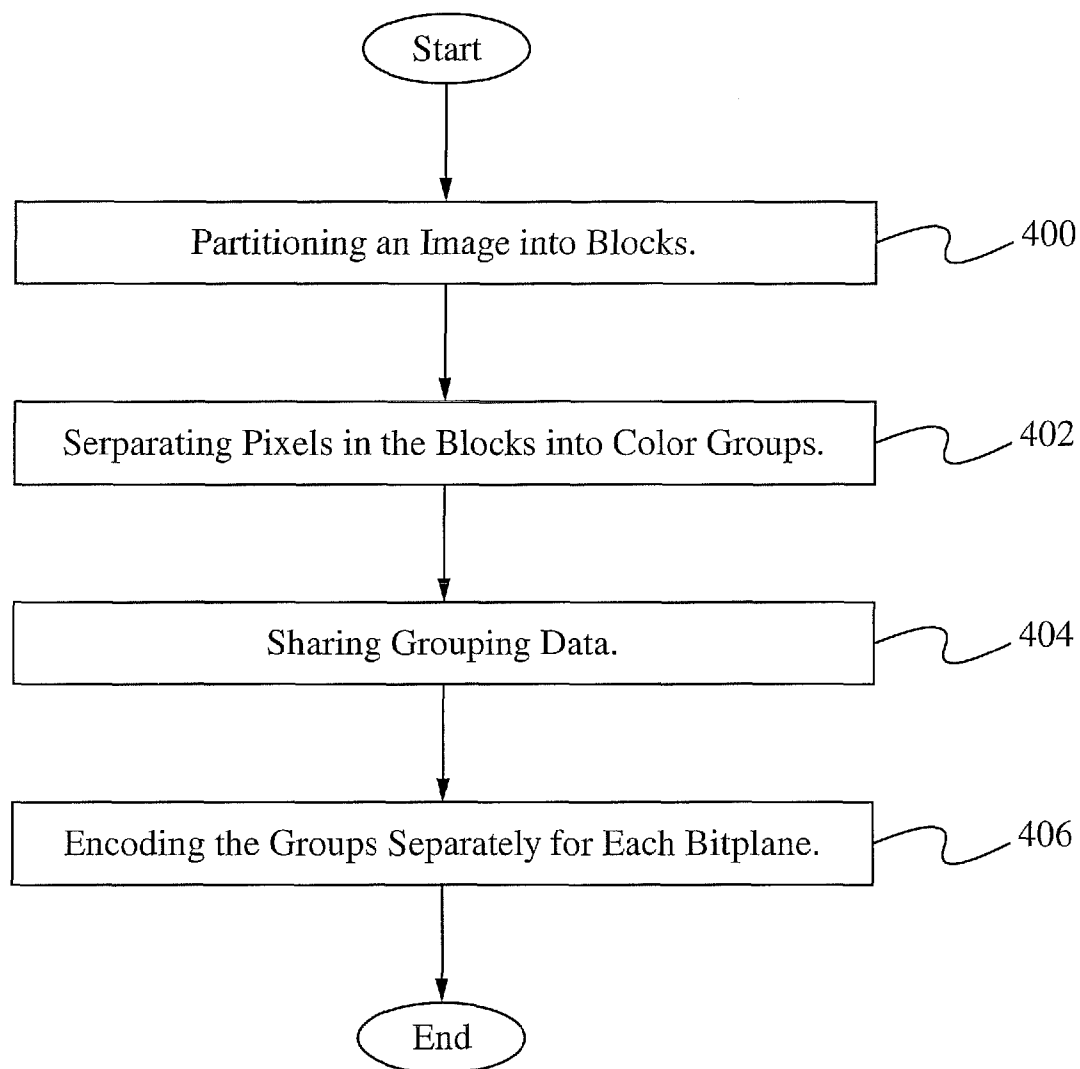 Start
Partitioning an Image into Blocks.
400
Serparating Pixels in the Blocks into Color Groups.
402
Sharing Grouping Data.
404
Encoding the Groups Separately for Each Bitplane.
406
End